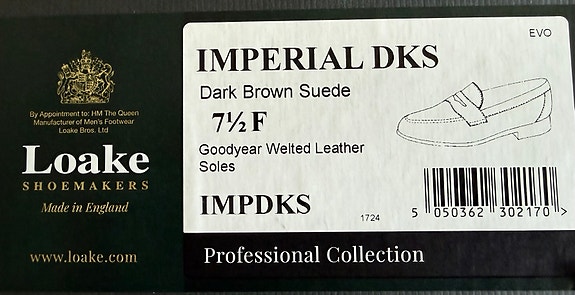 By Appointment to: HM The Queen
Manufacturer of Men's Footwear
Loake Bros. Ltd
Loake
SHOEMAKERS
Made in England
www.loake.com
EVO
IMPERIAL DKS
Dark Brown Suede
7½ F
Goodyear Welted Leather
Soles
IMPDKS
1724
5 050362 302170 >
Professional Collection